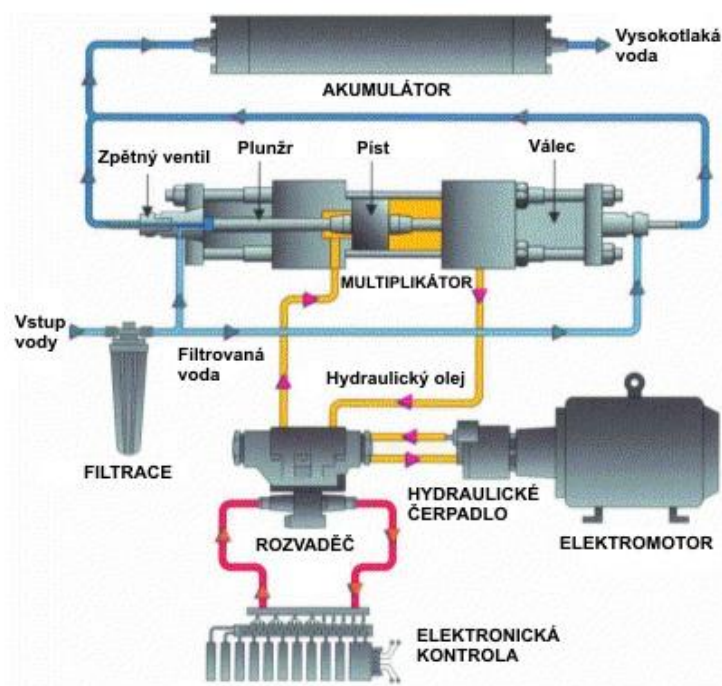 Vysokotlaká
voda
AKUMULÁTOR
Zpětný ventil
Plunžr
Píst
Válec
MULTIPLIKÁTOR
Vstup
vody
Filtrovaná
voda
Hydraulický olej
FILTRACE
HYDRAULICKÉ
ČERPADLO
ELEKTROMOTOR
ROZVADĚČ
ELEKTRONICKÁ
KONTROLA